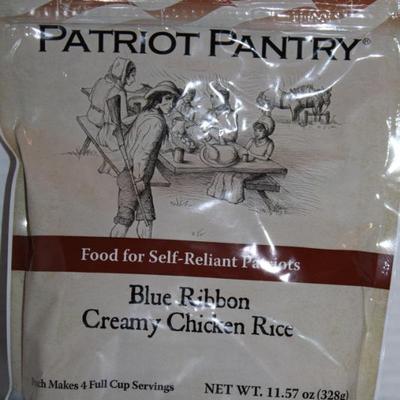 PATRIOT PANTRY®
Food for Self-Reliant Patriots
Blue Ribbon
Creamy Chicken Rice
Pouch Makes 4 Full Cup Servings
NET WT. 11.57 oz (328g)